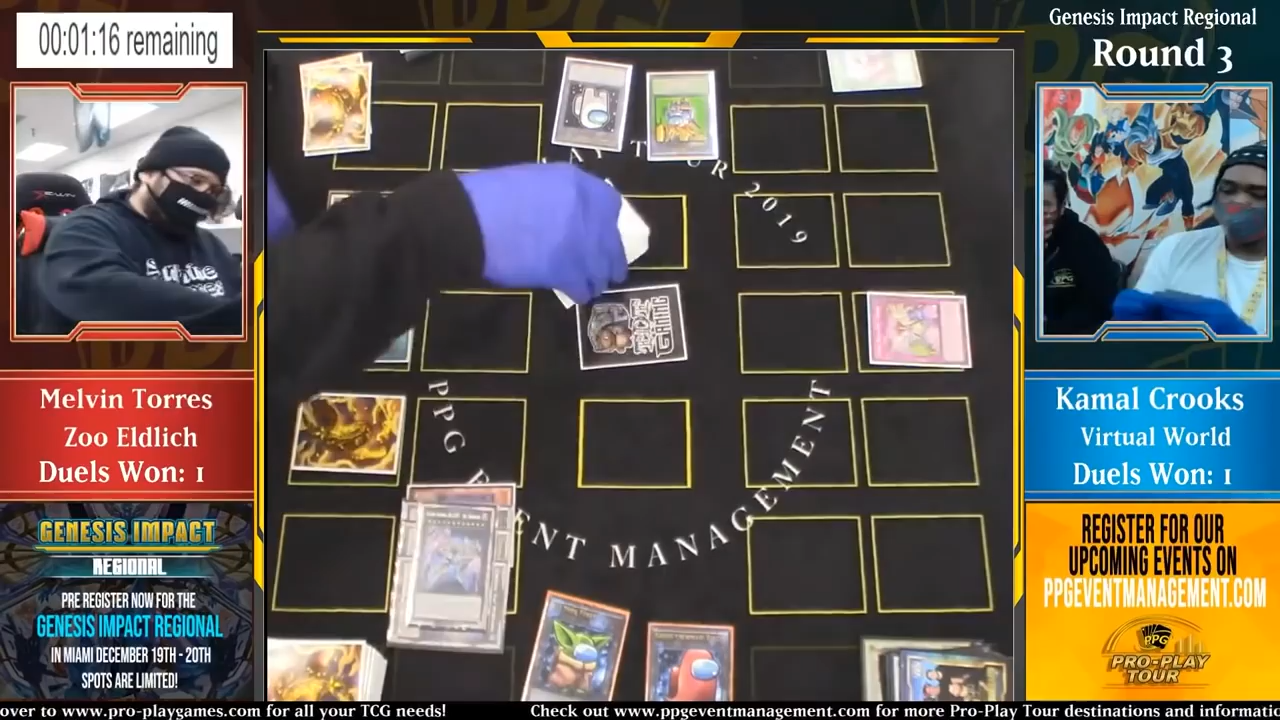 00:01:16 remaining
Genesis Impact Regional
Round 3
Melvin Torres
Zoo Eldlich
Duels Won: 1
Kamal Crooks
Virtual World
Duels Won: 1
2019
PPG EVENT MANAGEMENT
GENESIS IMPACT
REGIONAL
PRE REGISTER NOW FOR THE
GENESIS IMPACT REGIONAL
IN MIAMI DECEMBER 19TH - 20TH
SPOTS ARE LIMITED!
REGISTER FOR OUR
UPCOMING EVENTS ON
PPGEVENTMANAGEMENT.COM
PPG
PRO-PLAY
TOUR
over to www.pro-playgames.com for all your TCG needs!
Check out www.ppgeventmanagement.com for more Pro-Play Tour destinations and informatio